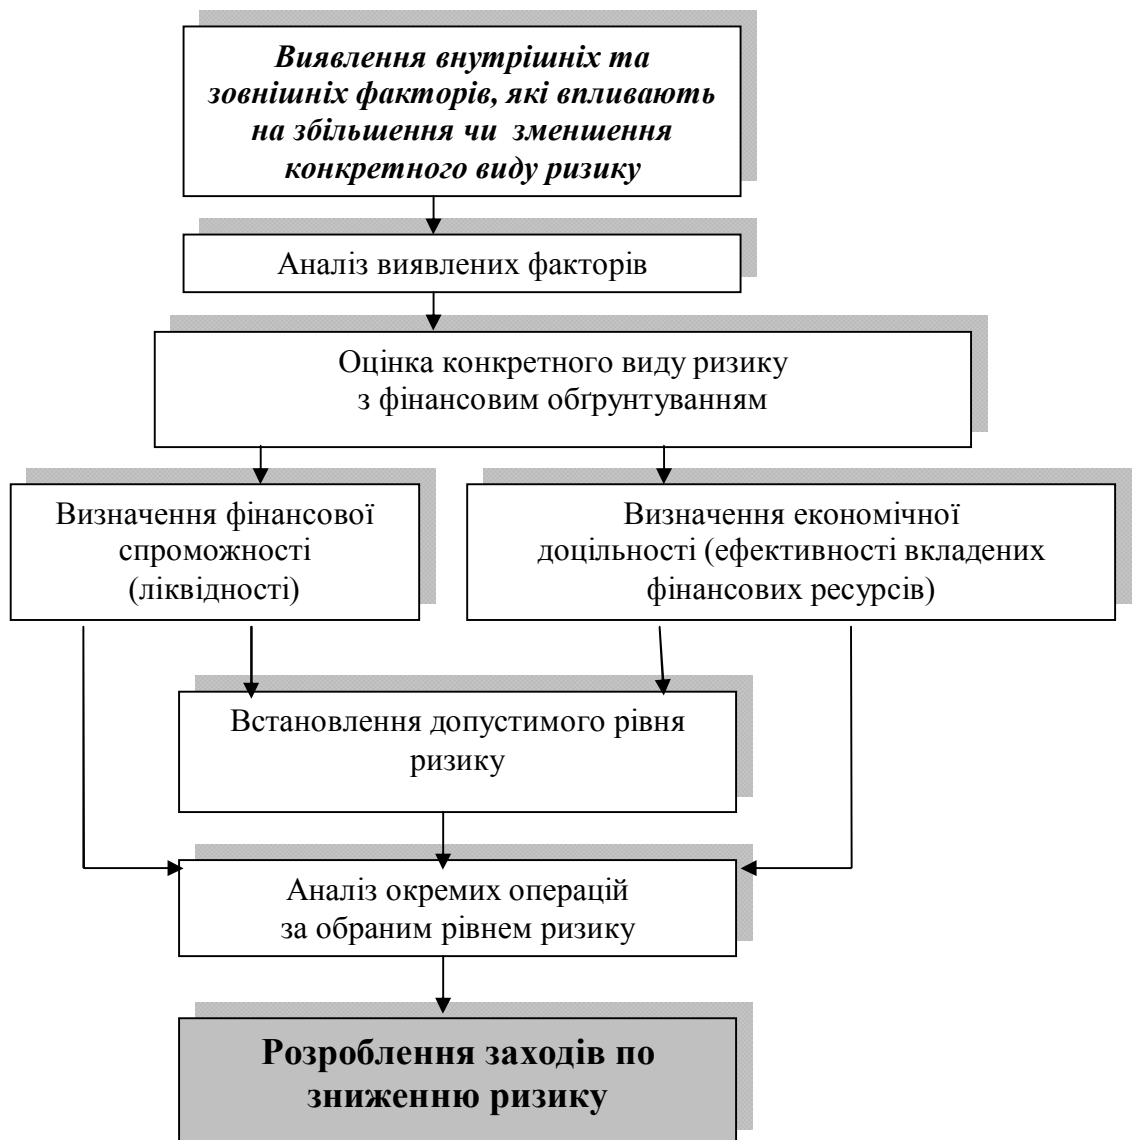 Виявлення внутрішніх та
зовнішніх факторів, які впливають
на збільшення чи зменшення
конкретного виду ризику
Аналіз виявлених факторів
Оцінка конкретного виду ризику
з фінансовим обґрунтуванням
Визначення фінансової
спроможності
(ліквідності)
Визначення економічної
доцільності (ефективності вкладених
фінансових ресурсів)
Встановлення допустимого рівня
ризику
Аналіз окремих операцій
за обраним рівнем ризику
Розроблення заходів по
зниженню ризику